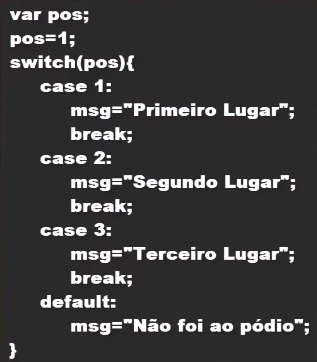 var pos;
pos=1;
switch(pos){
case 1:
msg="Primeiro Lugar";
break;
case 2:
msg="Segundo Lugar";
break;
case 3:
msg="Terceiro Lugar";
break;
default:
msg="Não foi ao pódio";
}